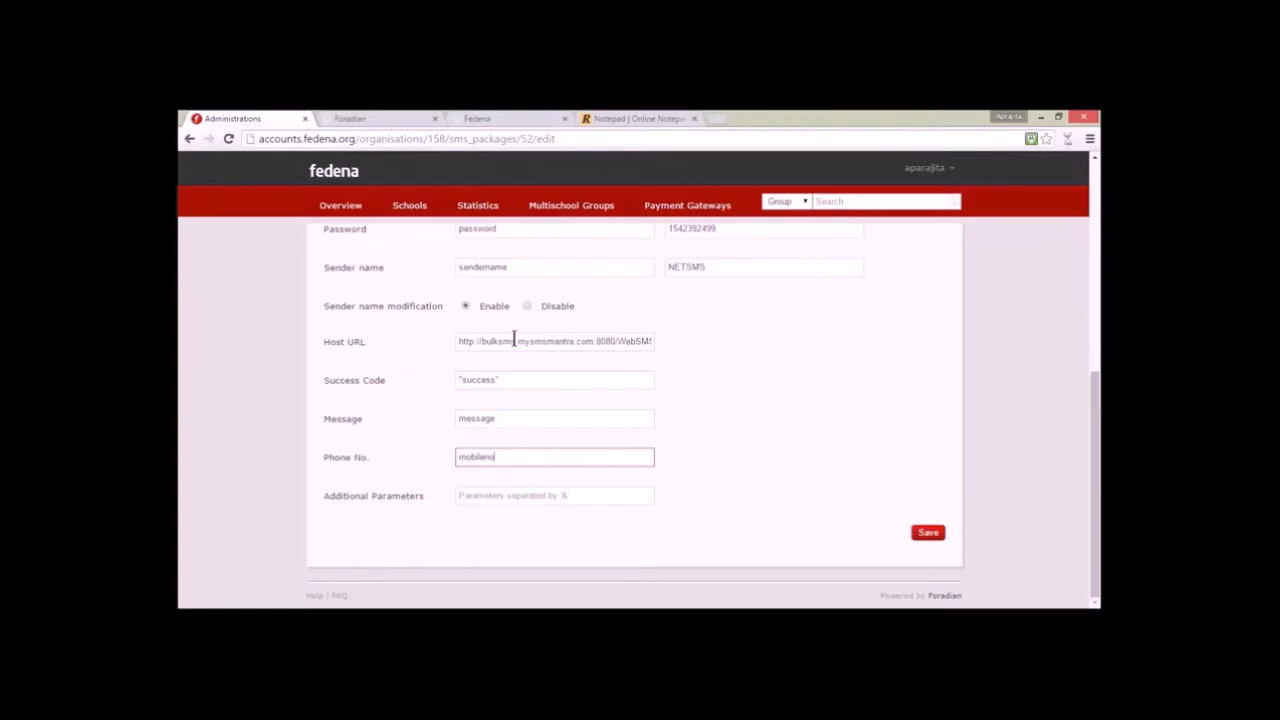 Administrations
Foradian
Fedena
Notepad | Online Notepa
Aprajita
accounts.fedena.org/organisations/158/sms_packages/52/edit
fedena
aparajita
Overview Schools Statistics Multischool Groups Payment Gateways Group Search
Password password 1542392499
Sender name sendername NETSMS
Sender name modification Enable Disable
Host URL http://bulksms.mysmsmantra.com:8080/WebSMS
Success Code "success"
Message message
Phone No. mobileno
Additional Parameters Parameters separated by '&'
Save
Help | FAQ Powered by Foradian